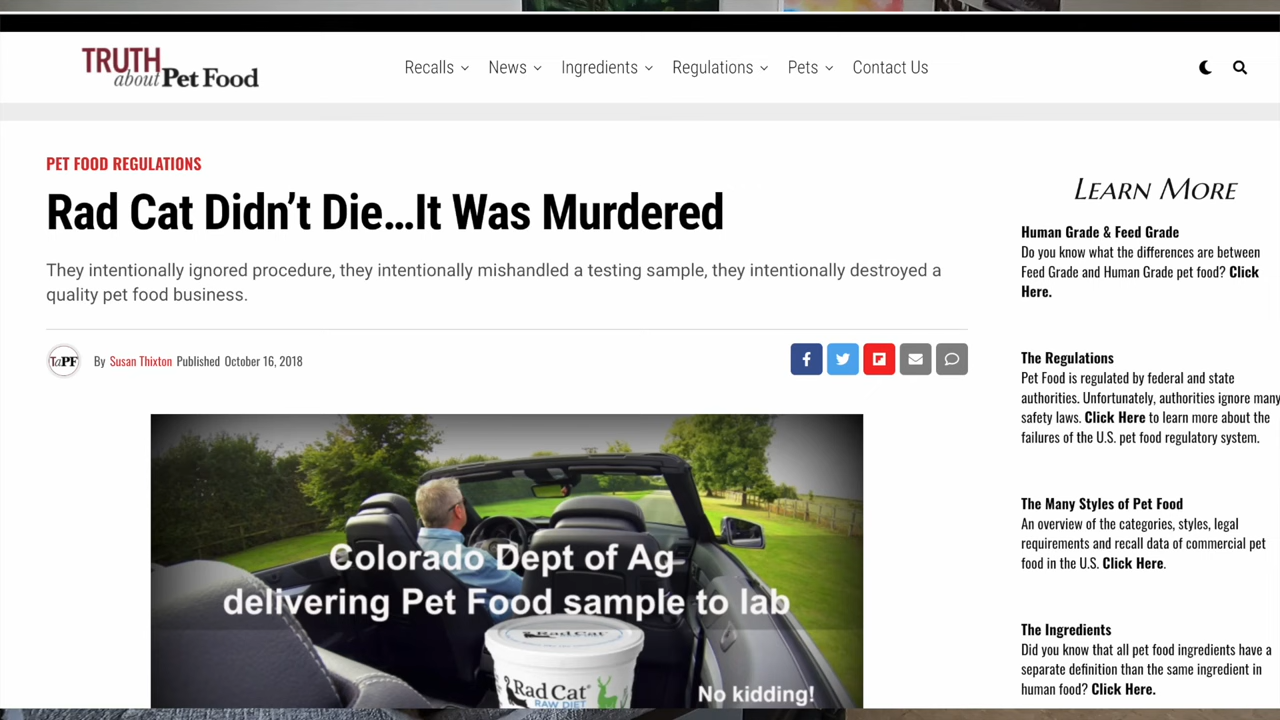 TRUTH
about Pet Food
Recalls News Ingredients Regulations Pets Contact Us
PET FOOD REGULATIONS
Rad Cat Didn't Die...It Was Murdered
They intentionally ignored procedure, they intentionally mishandled a testing sample, they intentionally destroyed a
quality pet food business.
TaPF By Susan Thixton Published October 16, 2018
Colorado Dept of Ag
delivering Pet Food sample to lab
Rad Cat
Rad Cat
RAW DIET
No kidding!
LEARN MORE
Human Grade & Feed Grade
Do you know what the differences are between
Feed Grade and Human Grade pet food? Click
Here.
The Regulations
Pet Food is regulated by federal and state
authorities. Unfortunately, authorities ignore many
safety laws. Click Here to learn more about the
failures of the U.S. pet food regulatory system.
The Many Styles of Pet Food
An overview of the categories, styles, legal
requirements and recall data of commercial pet
food in the U.S. Click Here.
The Ingredients
Did you know that all pet food ingredients have a
separate definition than the same ingredient in
human food? Click Here.